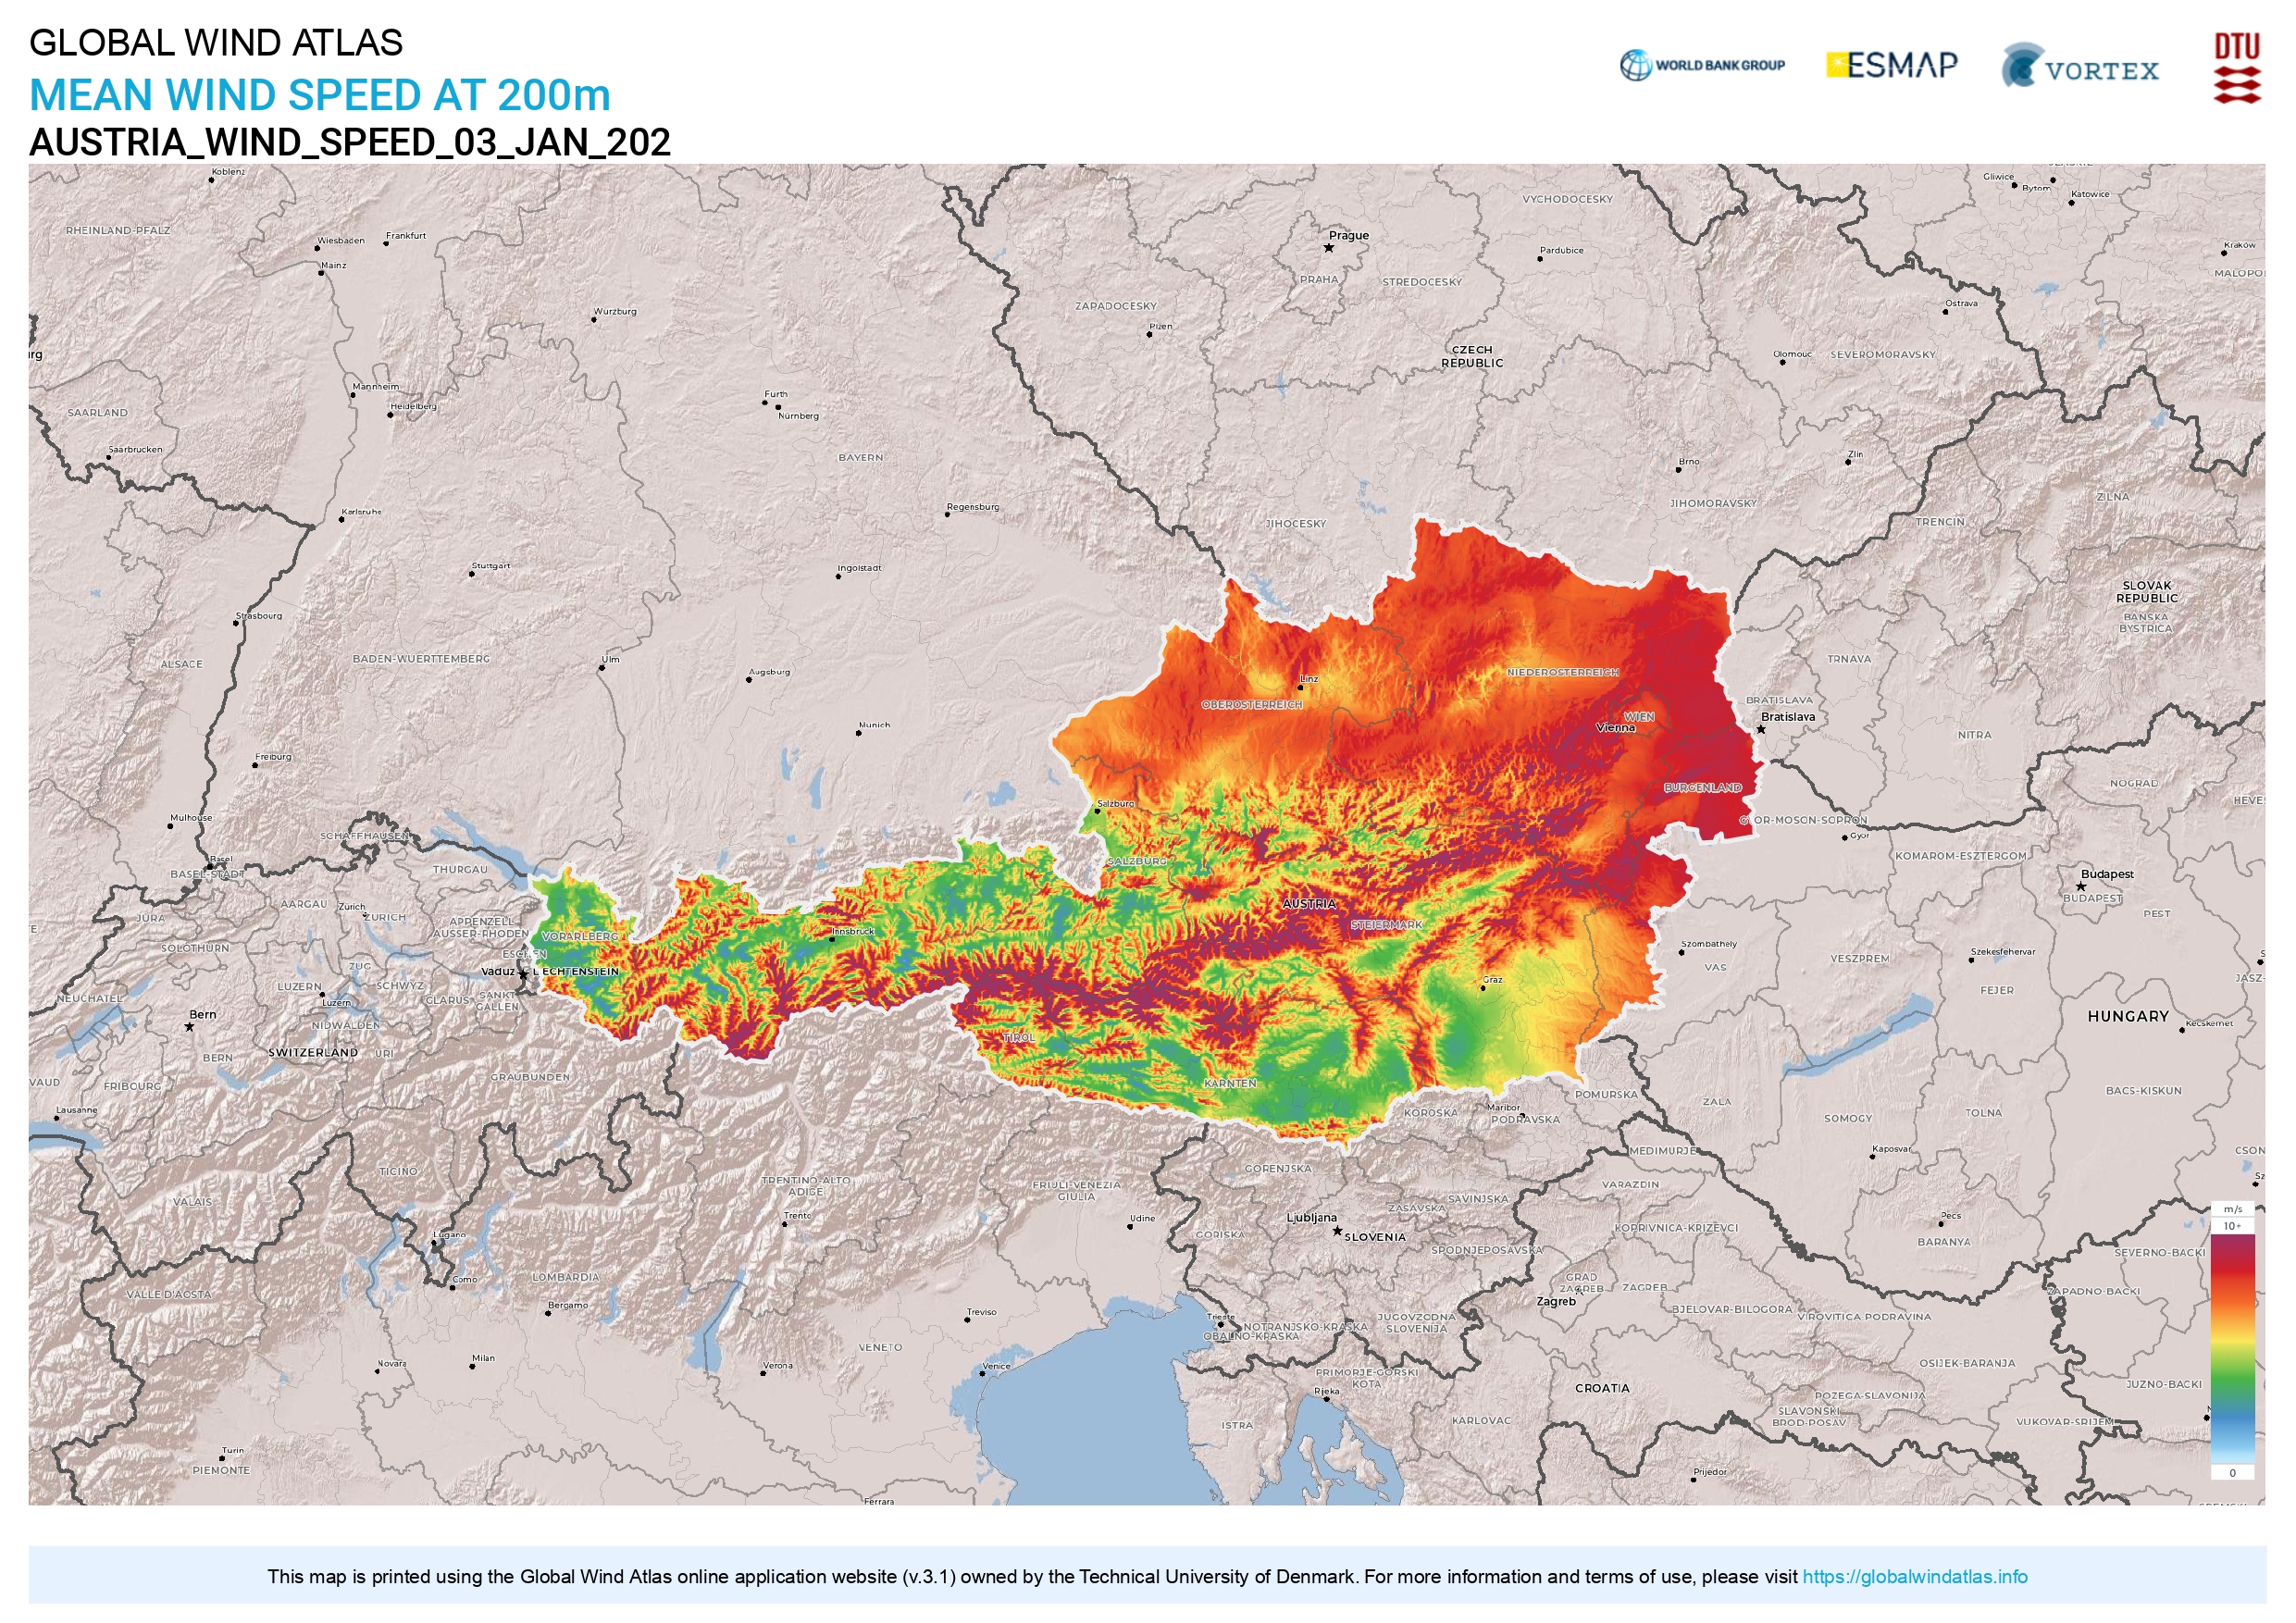 GLOBAL WIND ATLAS
MEAN WIND SPEED AT 200m
AUSTRIA_WIND_SPEED_03_JAN_202
WORLD BANK GROUP
ESMAP
VORTEX
DTU
Koblenz
RHEINLAND-PFALZ
Wiesbaden
Frankfurt
Mainz
Wurzburg
Mannheim
Heidelberg
SAARLAND
Saarbrucken
Furth
Nürnberg
BAYERN
Regensburg
Karlsruhe
Stuttgart
Ingolstadt
Strasbourg
ALSACE
BADEN-WUERTTEMBERG
Ulm
Augsburg
Munich
Freiburg
Mulhouse
Basel
BASEL-STADT
SCHAFFHAUSEN
THURGAU
VYCHODOCESKY
Prague
PRAHA
STREDOCESKY
Pardubice
ZAPADOCESKY
Plzen
CZECH
REPUBLIC
Olomouc
SEVEROMORAVSKY
Ostrava
Gliwice
Bytom
Katowice
Kraków
Brno
Zlin
JIHOMORAVSKY
JIHOCESKY
ZILNA
TRENCIN
SLOVAK
REPUBLIC
BANSKA
BYSTRICA
TRNAVA
BRATISLAVA
Bratislava
NITRA
NOGRAD
Linz
OBEROSTERREICH
NIEDEROSTERREICH
WIEN
Vienna
BURGENLAND
GYOR-MOSON-SOPRON
Gyor
KOMAROM-ESZTERGOM
Budapest
BUDAPEST
PEST
Salzburg
SALZBURG
AUSTRIA
STEIERMARK
Innsbruck
VORARLBERG
Vaduz
LIECHTENSTEIN
Graz
TIROL
KARNTEN
Szombathely
VAS
VESZPREM
Szekesfehervar
FEJER
HUNGARY
Kecskemet
BACS-KISKUN
TOLNA
SOMOGY
ZALA
Kaposvar
Pecs
BARANYA
JURA
SOLOTHURN
AARGAU
Zürich
ZURICH
APPENZELL
AUSSER-RHODEN
ZUG
LUZERN
Luzern
SCHWYZ
GLARUS
SANKT
GALLEN
NEUCHATEL
Bern
BERN
NIDWALDEN
SWITZERLAND
URI
GRAUBUNDEN
FRIBOURG
VAUD
Lausanne
VALAIS
TICINO
Lugano
Como
LOMBARDIA
Bergamo
VALLE D'AOSTA
Novara
Milan
Turin
PIEMONTE
TRENTINO-ALTO
ADIGE
Trento
FRIULI-VENEZIA
GIULIA
Udine
Treviso
VENETO
Verona
Venice
Ferrara
KOROSKA
Maribor
PODRAVSKA
POMURSKA
MEDIMURJE
VARAZDIN
GORENJSKA
SAVINJSKA
ZASAVSKA
Ljubljana
SLOVENIA
GORISKA
SPODNJEPOSAVSKA
KOPRIVNICA-KRIZEVCI
GRAD
ZAGREB
ZAGREB
Zagreb
BJELOVAR-BILOGORA
VIROVITICA PODRAVINA
Trieste
NOTRANJSKO-KRASKA
OBALNO-KRASKA
JUGOVZODNA
SLOVENIJA
PRIMORJE-GORSKI
KOTA
Rijeka
ISTRA
KARLOVAC
CROATIA
POZEGA-SLAVONIJA
SLAVONSKI
BROD-POSAV
OSIJEK-BARANJA
VUKOVAR-SRIJEM
JUZNO-BACKI
ZAPADNO-BACKI
SEVERNO-BACKI
Prijedor
m/s
10+
0
This map is printed using the Global Wind Atlas online application website (v.3.1) owned by the Technical University of Denmark. For more information and terms of use, please visit https://globalwindatlas.info